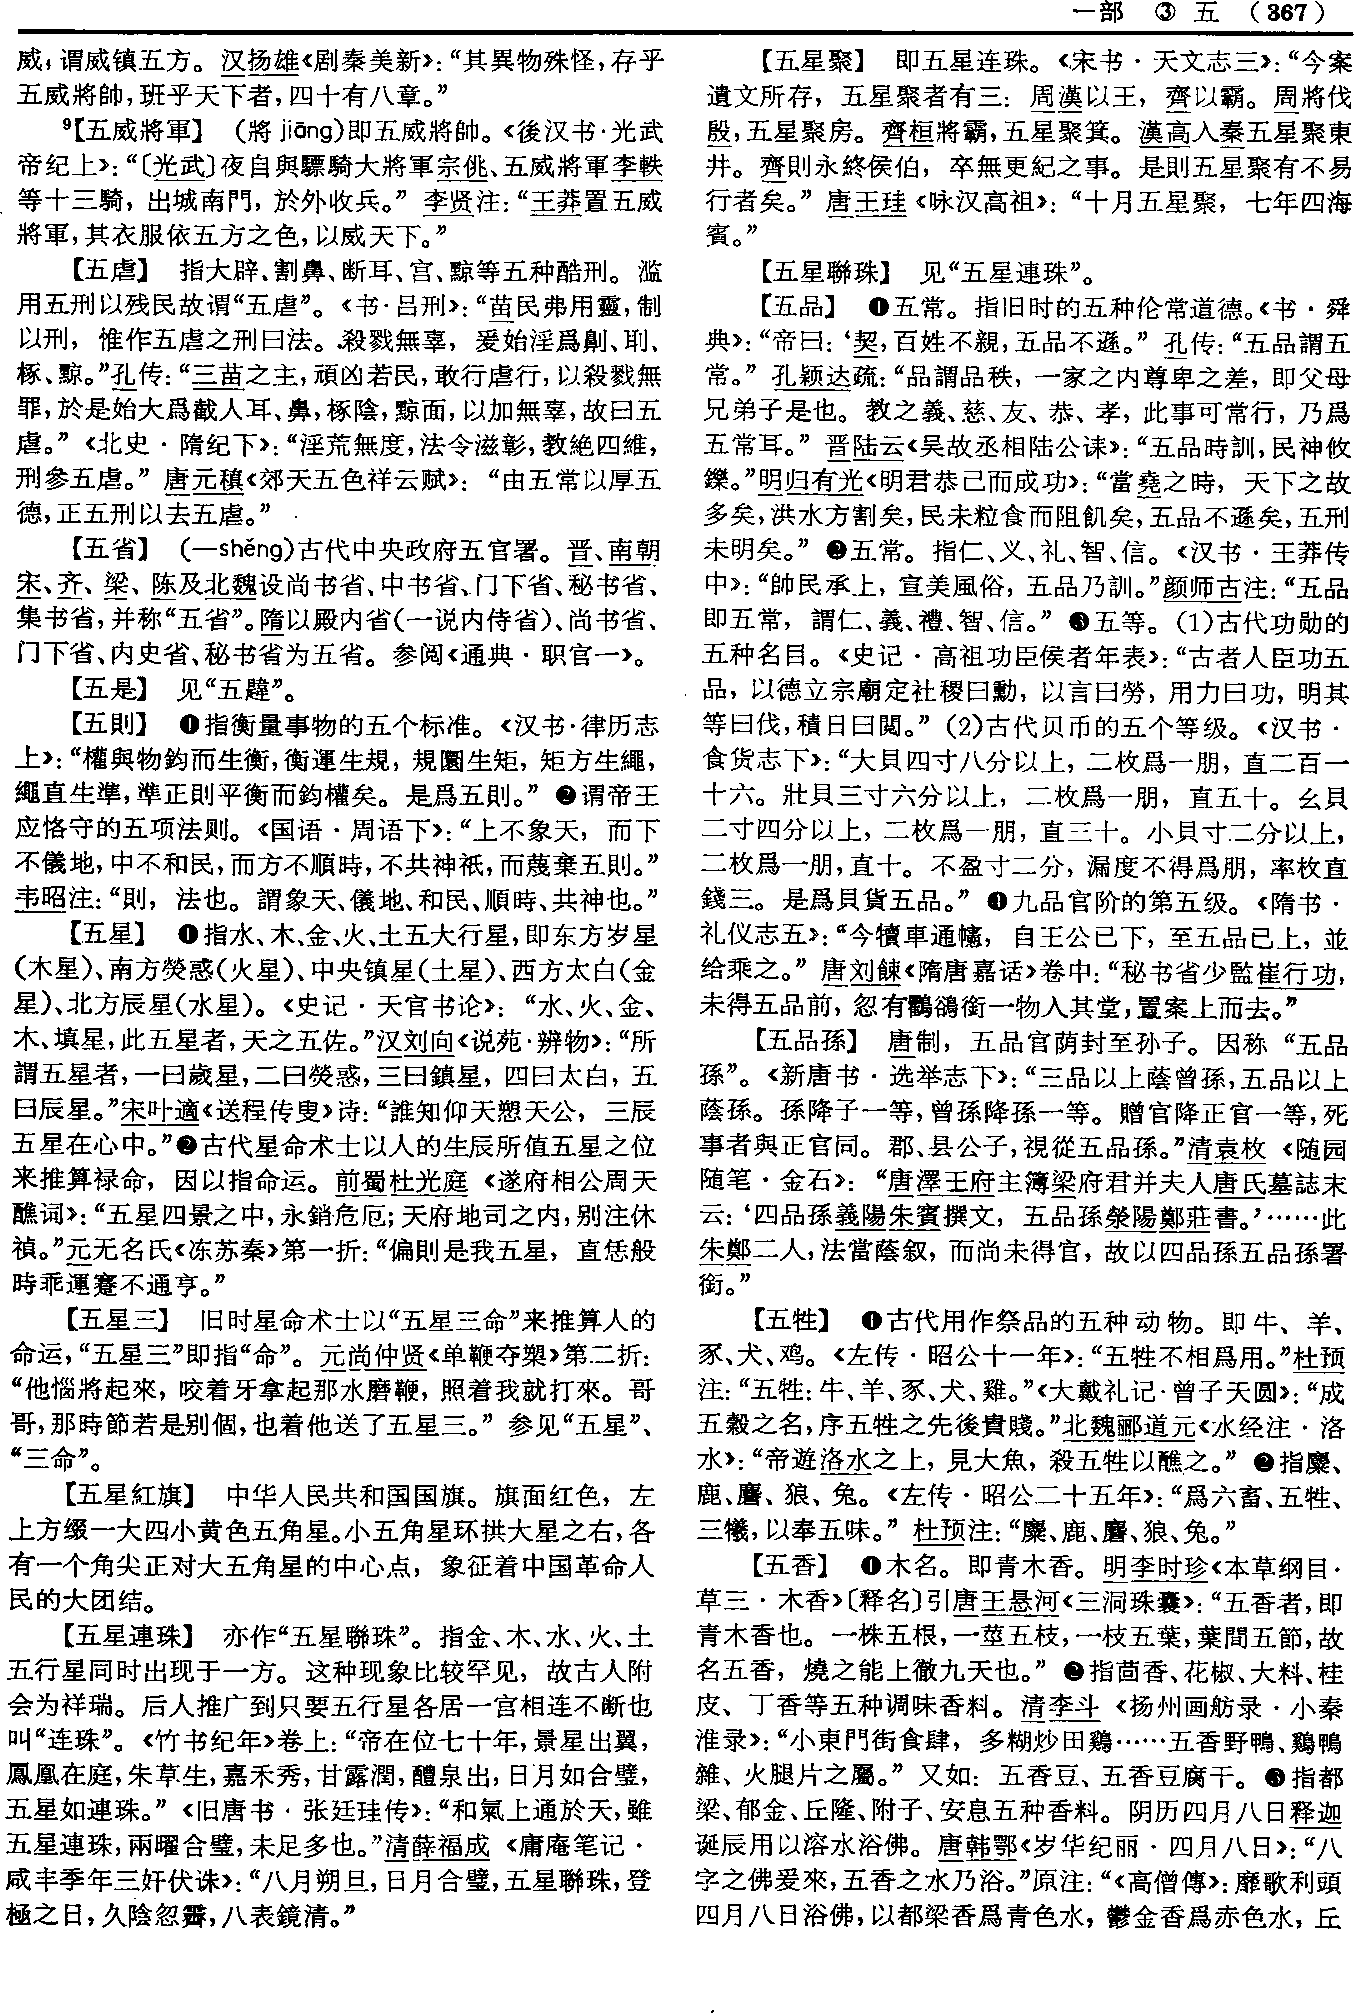 一部 ③ 五 （367）
威，谓威镇五方。汉扬雄《剧秦美新》：“其異物殊怪，存乎
五威將帥，班乎天下者，四十有八章。”
⁹【五威將軍】 （將 jiāng）即五威將帥。《後汉书·光武
帝纪上》：“〔光武〕夜自與驃騎大將軍宗佻、五威將軍李軼
等十三騎，出城南門，於外收兵。” 李贤注：“王莽置五威
將軍，其衣服依五方之色，以威天下。”
【五虐】 指大辟、割鼻、断耳、宫、黥等五种酷刑。滥
用五刑以残民故谓“五虐”。《书·吕刑》：“苗民弗用靈，制
以刑，惟作五虐之刑曰法。殺戮無辜，爰始淫爲劓、刵、
椓、黥。”孔传：“三苗之主，頑凶若民，敢行虐行，以殺戮無
罪，於是始大爲截人耳、鼻，椓陰，黥面，以加無辜，故曰五
虐。”《北史·隋纪下》：“淫荒無度，法令滋彰，教絶四維，
刑參五虐。” 唐元稹《郊天五色祥云赋》：“由五常以厚五
德，正五刑以去五虐。”
【五省】 （—shěng）古代中央政府五官署。晋、南朝
宋、齐、梁、陈及北魏设尚书省、中书省、门下省、秘书省、
集书省，并称“五省”。隋以殿内省（一说内侍省）、尚书省、
门下省、内史省、秘书省为五省。参阅《通典·职官一》。
【五是】 见“五韙”。
【五則】 ❶指衡量事物的五个标准。《汉书·律历志
上》：“權與物鈞而生衡，衡運生規，規圜生矩，矩方生繩，
繩直生準，準正則平衡而鈞權矣。是爲五則。” ❷谓帝王
应恪守的五项法则。《国语·周语下》：“上不象天，而下
不儀地，中不和民，而方不順時，不共神祇，而蔑棄五則。”
韦昭注：“則，法也。謂象天、儀地、和民、順時、共神也。”
【五星】 ❶指水、木、金、火、土五大行星，即东方岁星
（木星）、南方熒惑（火星）、中央镇星（土星）、西方太白（金
星）、北方辰星（水星）。《史记·天官书论》：“水、火、金、
木、填星，此五星者，天之五佐。”汉刘向《说苑·辨物》：“所
謂五星者，一曰歲星，二曰熒惑，三曰鎮星，四曰太白，五
曰辰星。”宋叶適《送程传叟》诗：“誰知仰天愬天公，三辰
五星在心中。”❷古代星命术士以人的生辰所值五星之位
来推算禄命，因以指命运。前蜀杜光庭《遂府相公周天
醮词》：“五星四景之中，永銷危厄；天府地司之内，别注休
禎。”元无名氏《冻苏秦》第一折：“偏則是我五星，直恁般
時乖運蹇不通亨。”
【五星三】 旧时星命术士以“五星三命”来推算人的
命运，“五星三”即指“命”。元尚仲贤《单鞭夺槊》第二折：
“他惱將起來，咬着牙拿起那水磨鞭，照着我就打來。哥
哥，那時節若是别個，也着他送了五星三。” 参见“五星”、
“三命”。
【五星紅旗】 中华人民共和国国旗。旗面红色，左
上方缀一大四小黄色五角星。小五角星环拱大星之右，各
有一个角尖正对大五角星的中心点，象征着中国革命人
民的大团结。
【五星連珠】 亦作“五星聯珠”。指金、木、水、火、土
五行星同时出现于一方。这种现象比较罕见，故古人附
会为祥瑞。后人推广到只要五行星各居一宫相连不断也
叫“连珠”。《竹书纪年》卷上：“帝在位七十年，景星出翼，
鳳凰在庭，朱草生，嘉禾秀，甘露潤，醴泉出，日月如合璧，
五星如連珠。”《旧唐书·张廷珪传》：“和氣上通於天，雖
五星連珠，兩曜合璧，未足多也。”清薛福成《庸庵笔记·
咸丰季年三奸伏诛》：“八月朔旦，日月合璧，五星聯珠，登
極之日，久陰忽霽，八表鏡清。”
【五星聚】 即五星连珠。《宋书·天文志三》：“今案
遺文所存，五星聚者有三：周漢以王，齊以霸。周將伐
殷，五星聚房。齊桓將霸，五星聚箕。漢高入秦五星聚東
井。齊則永終侯伯，卒無更紀之事。是則五星聚有不易
行者矣。” 唐王珪《咏汉高祖》：“十月五星聚，七年四海
賓。”
【五星聯珠】 见“五星連珠”。
【五品】 ❶五常。指旧时的五种伦常道德。《书·舜
典》：“帝曰：‘契，百姓不親，五品不遜。” 孔传：“五品謂五
常。” 孔颖达疏：“品謂品秩，一家之内尊卑之差，即父母
兄弟子是也。教之義、慈、友、恭、孝，此事可常行，乃爲
五常耳。” 晋陆云《吴故丞相陆公诔》：“五品時訓，民神攸
鑠。”明归有光《明君恭己而成功》：“當堯之時，天下之故
多矣，洪水方割矣，民未粒食而阻飢矣，五品不遜矣，五刑
未明矣。” ❷五常。指仁、义、礼、智、信。《汉书·王莽传
中》：“帥民承上，宣美風俗，五品乃訓。”颜师古注：“五品
即五常，謂仁、義、禮、智、信。” ❸五等。（1）古代功勋的
五种名目。《史记·高祖功臣侯者年表》：“古者人臣功五
品，以德立宗廟定社稷曰勳，以言曰勞，用力曰功，明其
等曰伐，積日曰閲。”（2）古代贝币的五个等级。《汉书·
食货志下》：“大貝四寸八分以上，二枚爲一朋，直二百一
十六。壯貝三寸六分以上，二枚爲一朋，直五十。幺貝
二寸四分以上，二枚爲一朋，直三十。小貝寸二分以上，
二枚爲一朋，直十。不盈寸二分，漏度不得爲朋，率枚直
錢三。是爲貝貨五品。” ❹九品官阶的第五级。《隋书·
礼仪志五》：“今犢車通幰，自王公已下，至五品已上，並
给乘之。” 唐刘餗《隋唐嘉话》卷中：“秘书省少監崔行功，
未得五品前，忽有鸜鵒銜一物入其堂，置案上而去。”
【五品孫】 唐制，五品官荫封至孙子。因称“五品
孫”。《新唐书·选举志下》：“三品以上蔭曾孫，五品以上
蔭孫。孫降子一等，曾孫降孫一等。贈官降正官一等，死
事者與正官同。郡、县公子，視從五品孫。”清袁枚《随园
随笔·金石》：“唐澤王府主簿梁府君并夫人唐氏墓誌末
云：‘四品孫義陽朱賓撰文，五品孫滎陽鄭莊書。’……此
朱鄭二人，法當蔭叙，而尚未得官，故以四品孫五品孫署
銜。”
【五牲】 ❶古代用作祭品的五种动物。即牛、羊、
豕、犬、鸡。《左传·昭公十一年》：“五牲不相爲用。”杜预
注：“五牲：牛、羊、豕、犬、雞。”《大戴礼记·曾子天圆》：“成
五穀之名，序五牲之先後貴賤。”北魏郦道元《水经注·洛
水》：“帝遊洛水之上，見大魚，殺五牲以醮之。” ❷指麋、
鹿、麏、狼、兔。《左传·昭公二十五年》：“爲六畜、五牲、
三犧，以奉五味。” 杜预注：“麋、鹿、麏、狼、兔。”
【五香】 ❶木名。即青木香。明李时珍《本草纲目·
草三·木香》〔释名〕引唐王悬河《三洞珠囊》：“五香者，即
青木香也。一株五根，一莖五枝，一枝五葉，葉間五節，故
名五香，燒之能上徹九天也。” ❷指茴香、花椒、大料、桂
皮、丁香等五种调味香料。清李斗《扬州画舫录·小秦
淮录》：“小東門街食肆，多糊炒田鷄……五香野鴨、鷄鴨
雜、火腿片之屬。” 又如：五香豆、五香豆腐干。❸指都
梁、郁金、丘隆、附子、安息五种香料。阴历四月八日释迦
诞辰用以溶水浴佛。唐韩鄂《岁华纪丽·四月八日》：“八
字之佛爰來，五香之水乃浴。”原注：“《高僧傳》：靡歌利頭
四月八日浴佛，以都梁香爲青色水，鬱金香爲赤色水，丘